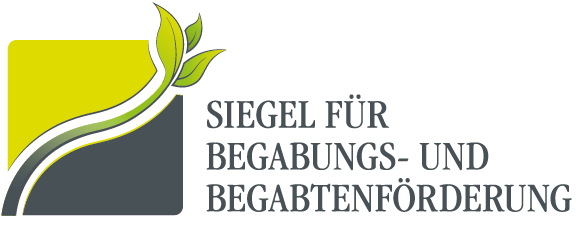 SIEGEL FÜR
BEGABUNGS- UND
BEGABTENFÖRDERUNG